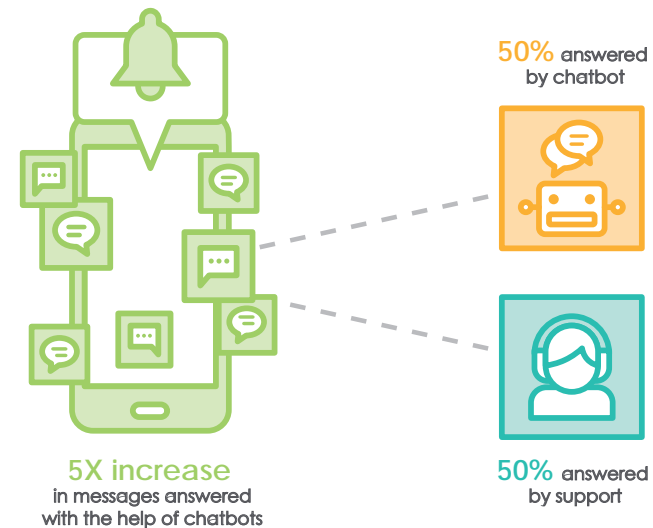 50% answered
by chatbot
5X increase
in messages answered
with the help of chatbots
50% answered
by support